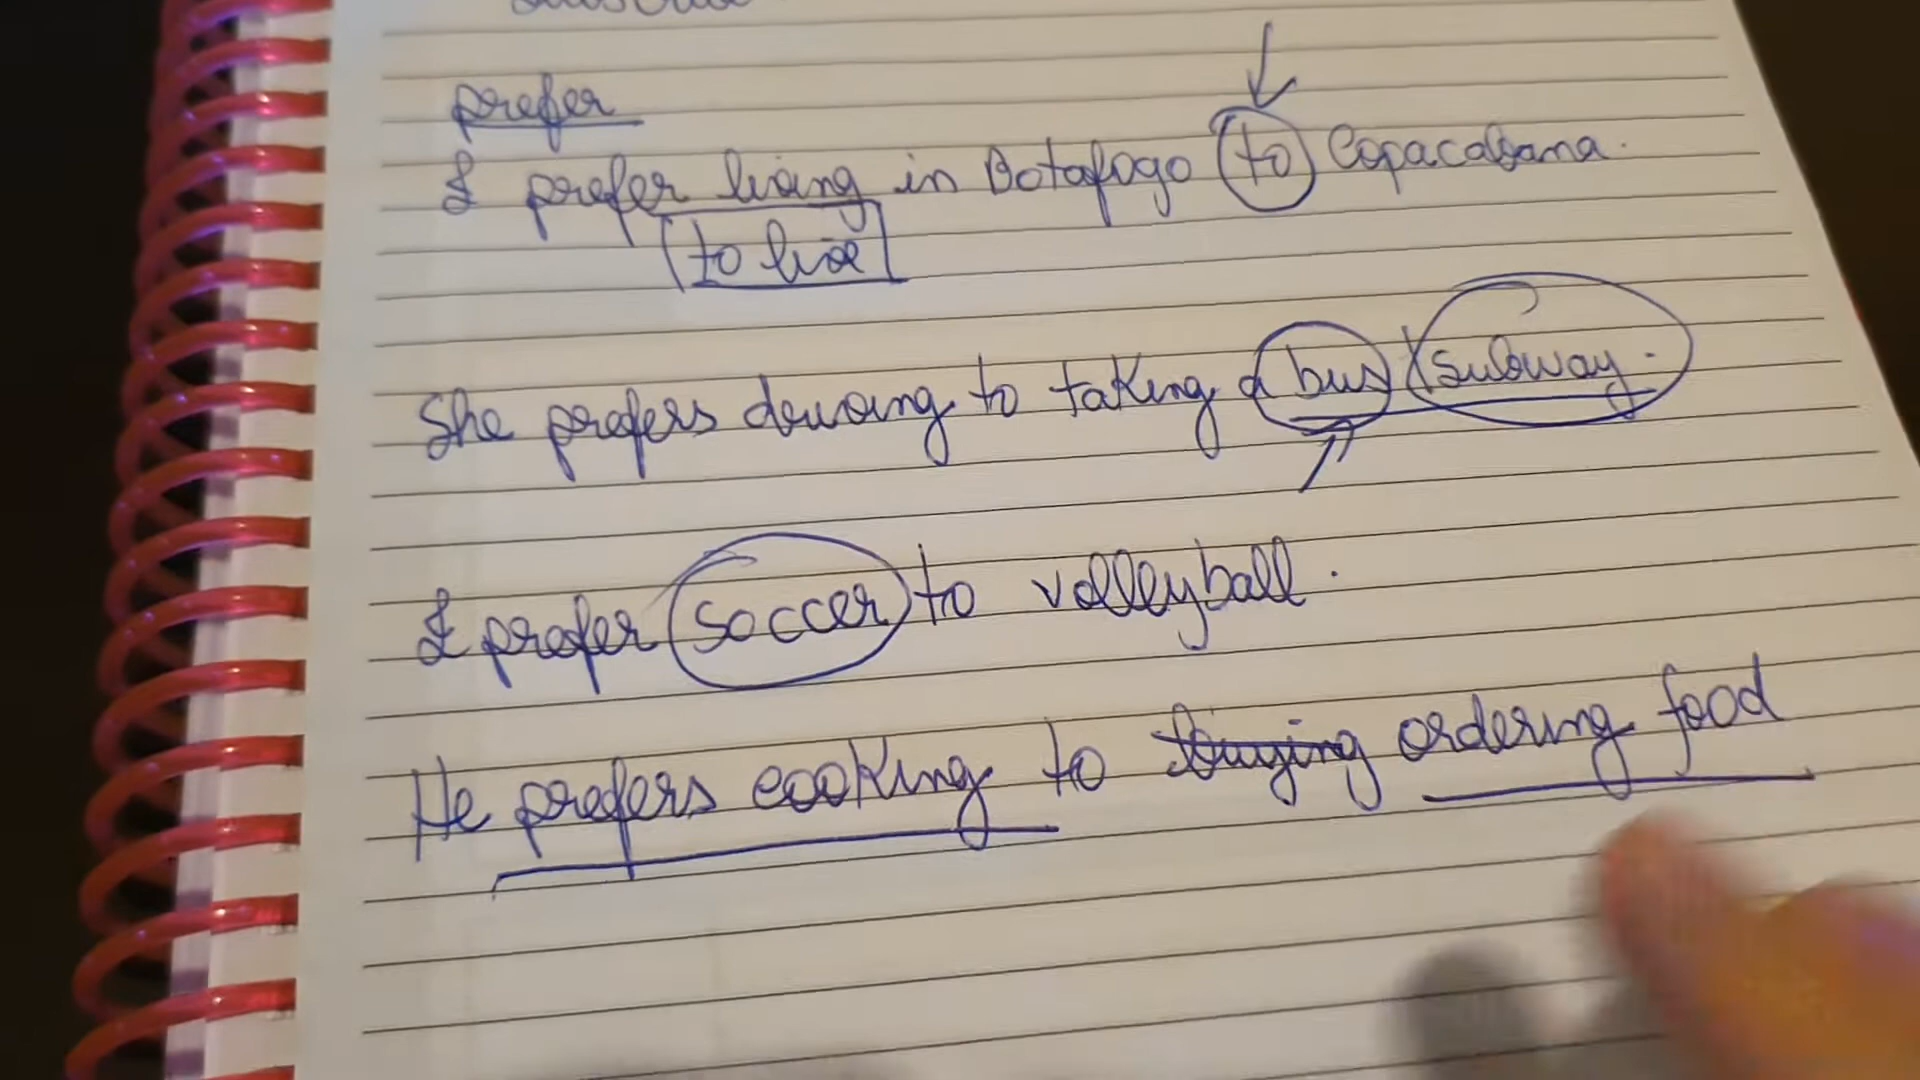 prefer
I prefer living in Botafogo to Copacabana.
to live
She prefers driving to taking a bus/subway.
I prefer soccer to volleyball.
He prefers cooking to buying ordering food